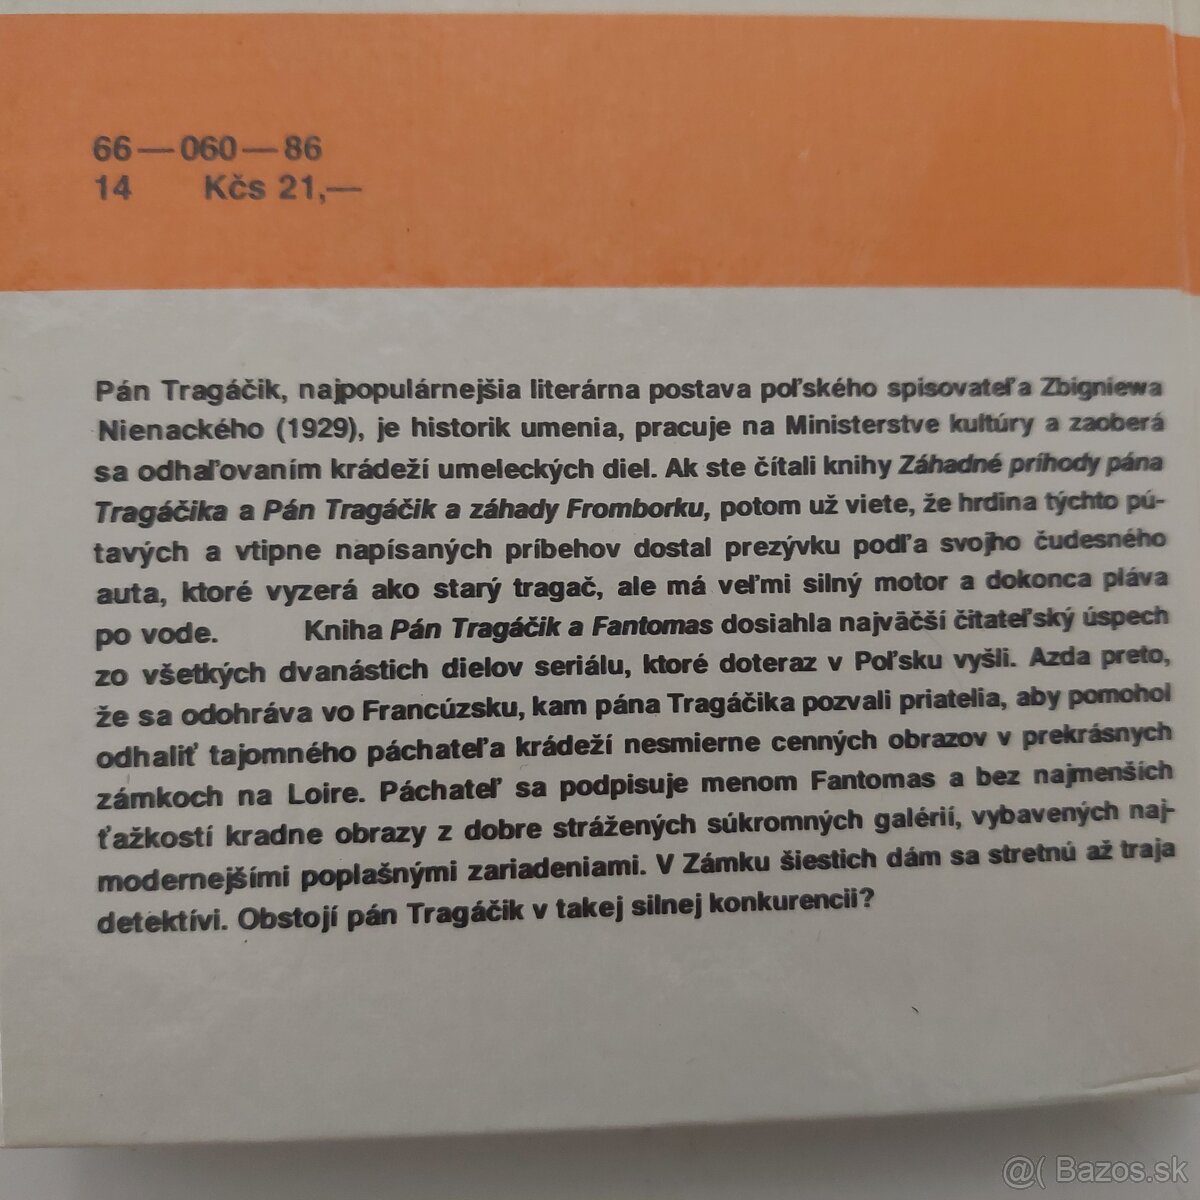 66—060—86
14 Kčs 21,—
Pán Tragáčik, najpopulárnejšia literárna postava poľského spisovateľa Zbigniewa
Nienackého (1929), je historik umenia, pracuje na Ministerstve kultúry a zaoberá
sa odhaľovaním krádeží umeleckých diel. Ak ste čítali knihy Záhadné príhody pána
Tragáčika a Pán Tragáčik a záhady Fromborku, potom už viete, že hrdina týchto pú-
tavých a vtipne napísaných príbehov dostal prezývku podľa svojho čudesného
auta, ktoré vyzerá ako starý tragač, ale má veľmi silný motor a dokonca pláva
po vode. Kniha Pán Tragáčik a Fantomas dosiahla najväčší čitateľský úspech
zo všetkých dvanástich dielov seriálu, ktoré doteraz v Poľsku vyšli. Azda preto,
že sa odohráva vo Francúzsku, kam pána Tragáčika pozvali priatelia, aby pomohol
odhaliť tajomného páchateľa krádeží nesmierne cenných obrazov v prekrásnych
zámkoch na Loire. Páchateľ sa podpisuje menom Fantomas a bez najmenších
ťažkostí kradne obrazy z dobre strážených súkromných galérií, vybavených naj-
modernejšími poplašnými zariadeniami. V Zámku šiestich dám sa stretnú až traja
detektívi. Obstojí pán Tragáčik v takej silnej konkurencii?
@( Bazos.sk